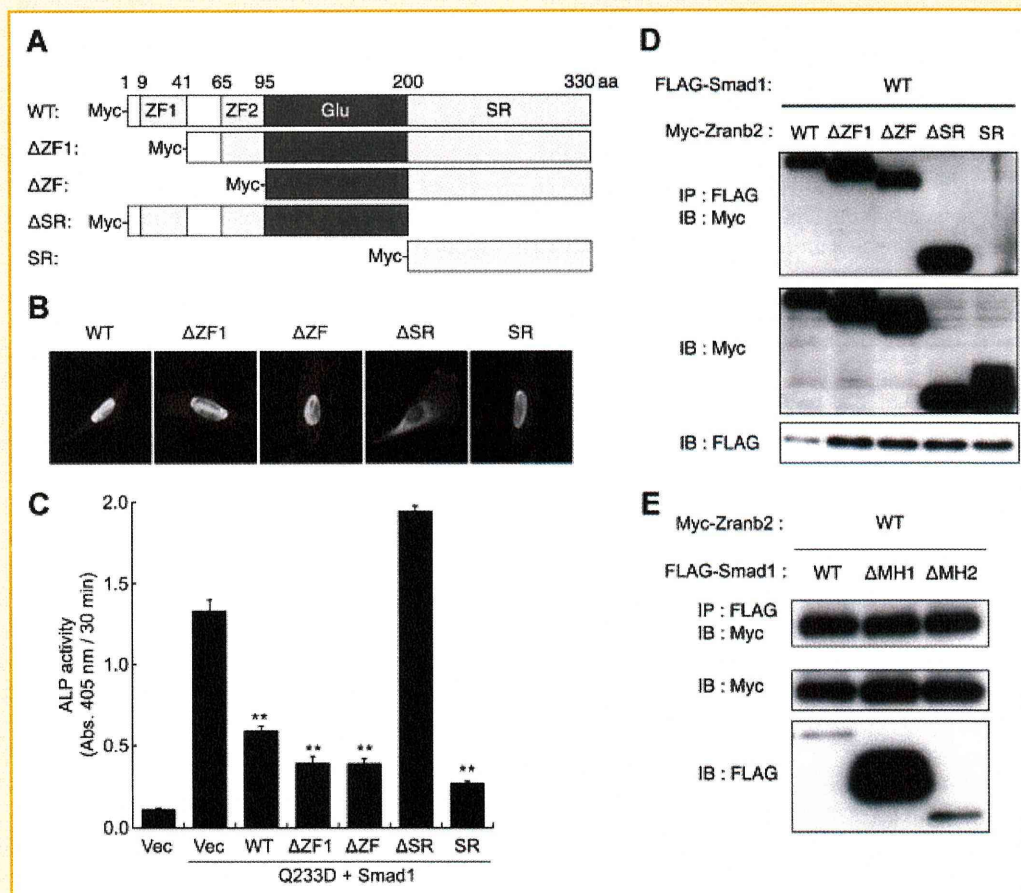 A
1 9 41 65 95 200 330 aa
WT: Myc- ZF1 ZF2 Glu SR
ΔZF1: Myc-
ΔZF: Myc-
ΔSR: Myc-
SR: Myc-
B
WT ΔZF1 ΔZF ΔSR SR
C
ALP activity
(Abs. 405 nm / 30 min)
2.0
1.5
1.0
0.5
0.0
** ** ** **
Vec Vec WT ΔZF1 ΔZF ΔSR SR
Q233D + Smad1
D
FLAG-Smad1: WT
Myc-Zranb2 : WT ΔZF1 ΔZF ΔSR SR
IP : FLAG
IB : Myc
IB : Myc
IB : FLAG
E
Myc-Zranb2 : WT
FLAG-Smad1 : WT ΔMH1 ΔMH2
IP : FLAG
IB : Myc
IB : Myc
IB : FLAG